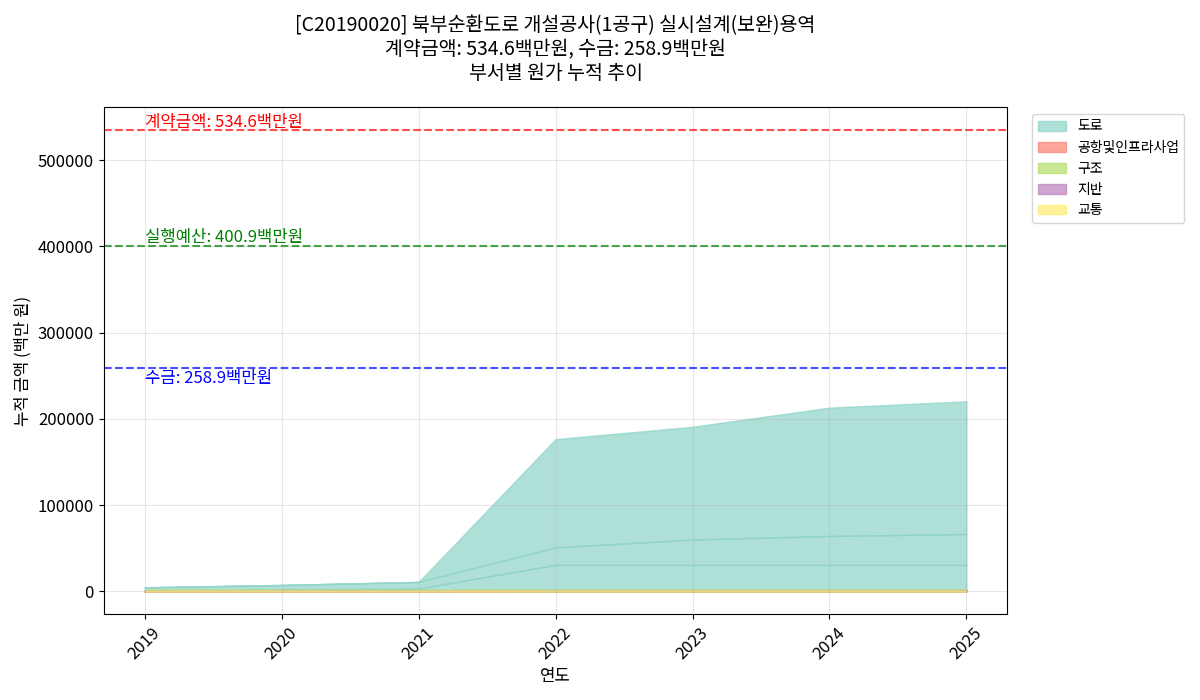 [C20190020] 북부순환도로 개설공사(1공구) 실시설계(보완)용역
계약금액: 534.6백만원, 수금: 258.9백만원
부서별 원가 누적 추이
계약금액: 534.6백만원
실행예산: 400.9백만원
수금: 258.9백만원
누적 금액 (백만 원)
500000
400000
300000
200000
100000
0
2019
2020
2021
2022
2023
2024
2025
연도
도로
공항및인프라사업
구조
지반
교통